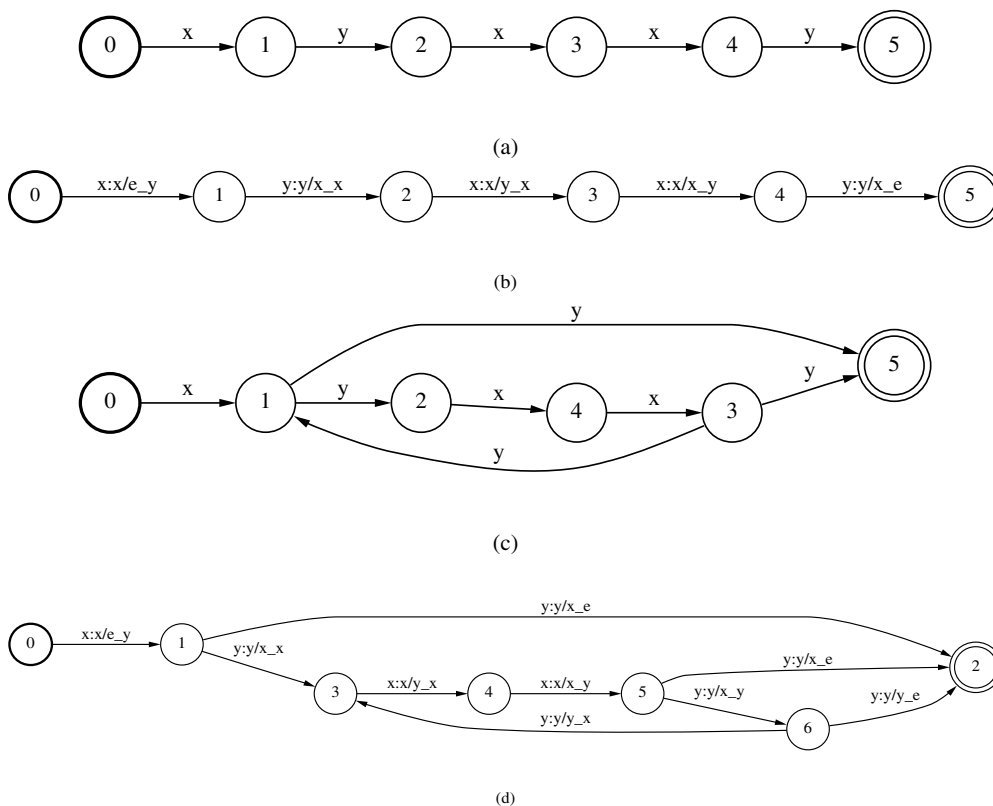 0 x 1 y 2 x 3 x 4 y 5
(a)
0 x:x/e_y 1 y:y/x_x 2 x:x/y_x 3 x:x/x_y 4 y:y/x_e 5
(b)
y
0 x 1 y 2 x 4 x 3 y 5
y
(c)
y:y/x_e
0 x:x/e_y 1 y:y/x_x 3 x:x/y_x 4 x:x/x_y 5 y:y/x_e 2
y:y/y_x y:y/x_y 6 y:y/y_e
(d)